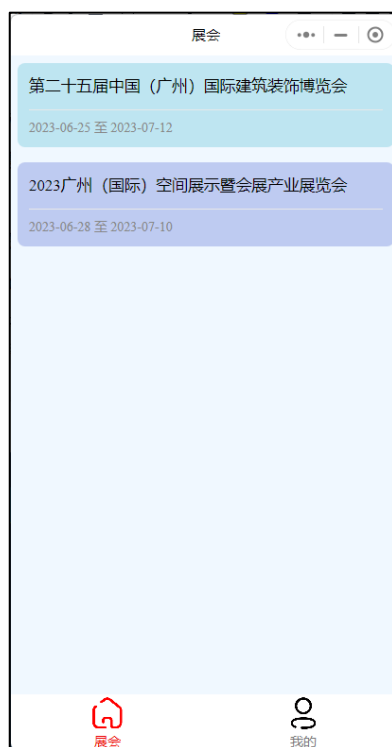 展会
第二十五届中国（广州）国际建筑装饰博览会
2023-06-25 至 2023-07-12
2023广州（国际）空间展示暨会展产业展览会
2023-06-28 至 2023-07-10
展会
我的